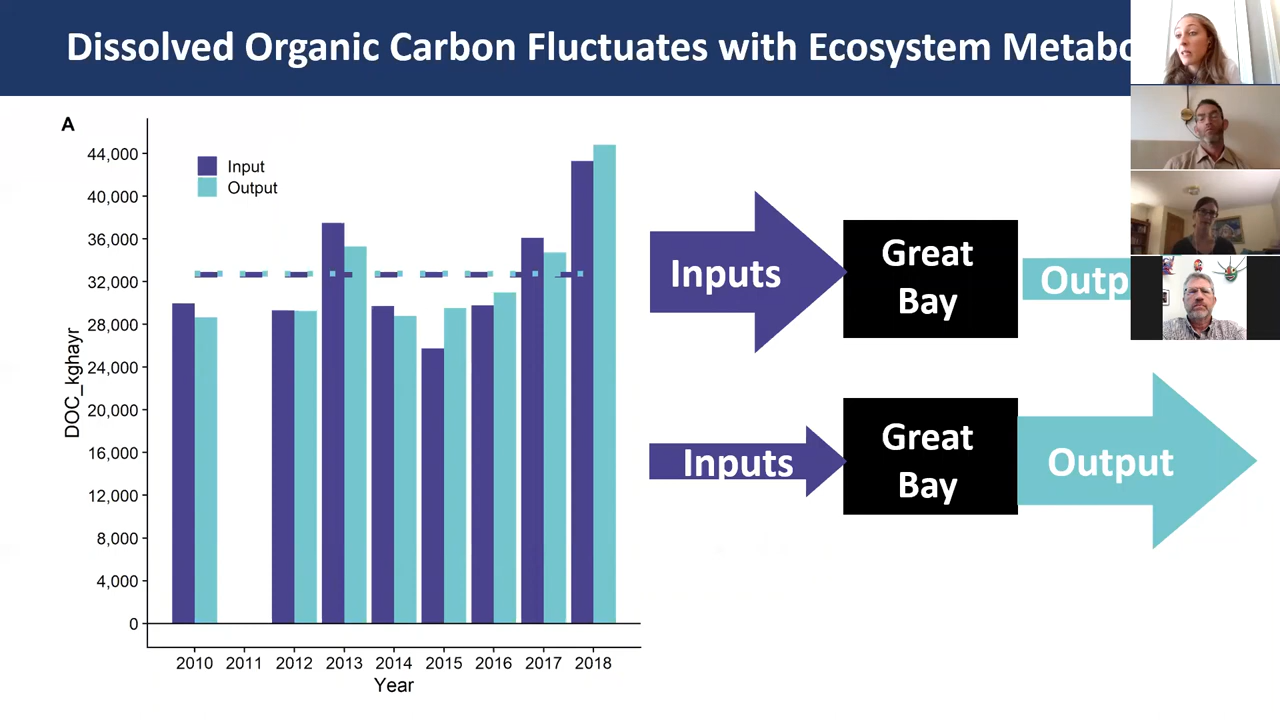 Dissolved Organic Carbon Fluctuates with Ecosystem Metabo
A
Input
Output
44,000
40,000
36,000
32,000
28,000
24,000
20,000
16,000
12,000
8,000
4,000
0
DOC_kghayr
2010 2011 2012 2013 2014 2015 2016 2017 2018
Year
Inputs
Great
Bay
Outp
Inputs
Great
Bay
Output